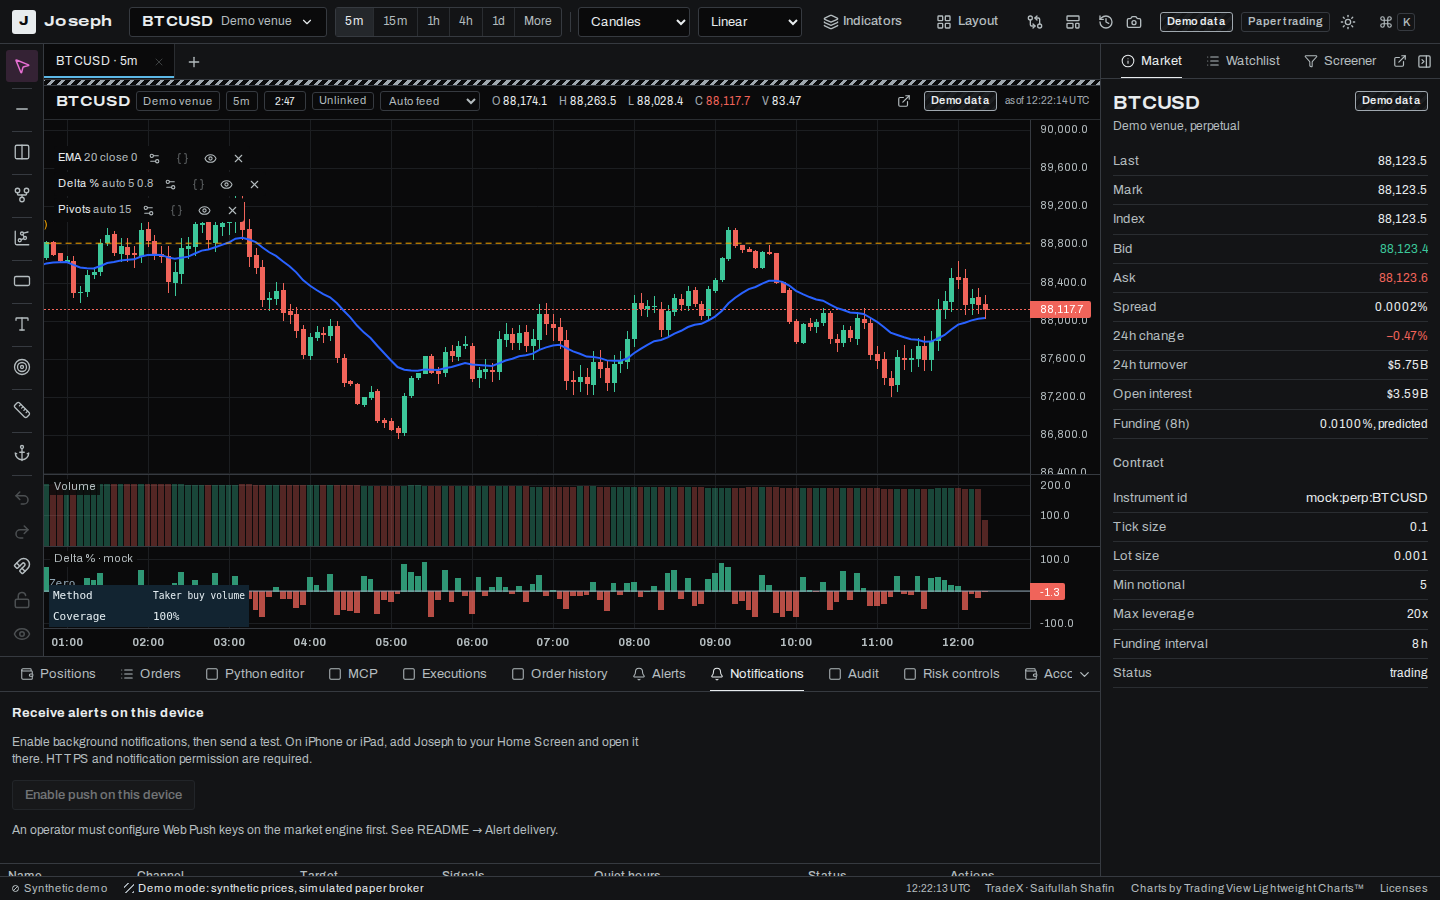 J Joseph BTCUSD Demo venue 5m 15m 1h 4h 1d More Candles Linear Indicators Layout Demo data Paper trading ⌘ K
BTCUSD · 5m
Market Watchlist Screener
BTCUSD Demo venue 5m 2:47 Unlinked Auto feed O 88,174.1 H 88,263.5 L 88,028.4 C 88,117.7 V 83.47 Demo data as of 12:22:14 UTC
EMA 20 close 0
Delta % auto 5 0.8
Pivots auto 15
90,000.0
89,600.0
89,200.0
88,800.0
88,400.0
88,117.7
88,000.0
87,600.0
87,200.0
86,800.0
86,400.0
Volume
200.0
100.0
Delta % · mock
100.0
Zero
-1.3
-100.0
Method Taker buy volume
Coverage 100%
01:00 02:00 03:00 04:00 05:00 06:00 07:00 08:00 09:00 10:00 11:00 12:00
BTCUSD Demo data
Demo venue, perpetual
Last 88,123.5
Mark 88,123.5
Index 88,123.5
Bid 88,123.4
Ask 88,123.6
Spread 0.0002%
24h change −0.47%
24h turnover $5.75B
Open interest $3.59B
Funding (8h) 0.0100%, predicted
Contract
Instrument id mock:perp:BTCUSD
Tick size 0.1
Lot size 0.001
Min notional 5
Max leverage 20x
Funding interval 8h
Status trading
Positions Orders Python editor MCP Executions Order history Alerts Notifications Audit Risk controls Acco
Receive alerts on this device
Enable background notifications, then send a test. On iPhone or iPad, add Joseph to your Home Screen and open it
there. HTTPS and notification permission are required.
Enable push on this device
An operator must configure Web Push keys on the market engine first. See README → Alert delivery.
Name Channel Target Signals Quiet hours Status Actions
Synthetic demo Demo mode: synthetic prices, simulated paper broker 12:22:13 UTC TradeX · Saifullah Shafin Charts by TradingView Lightweight Charts™ Licenses